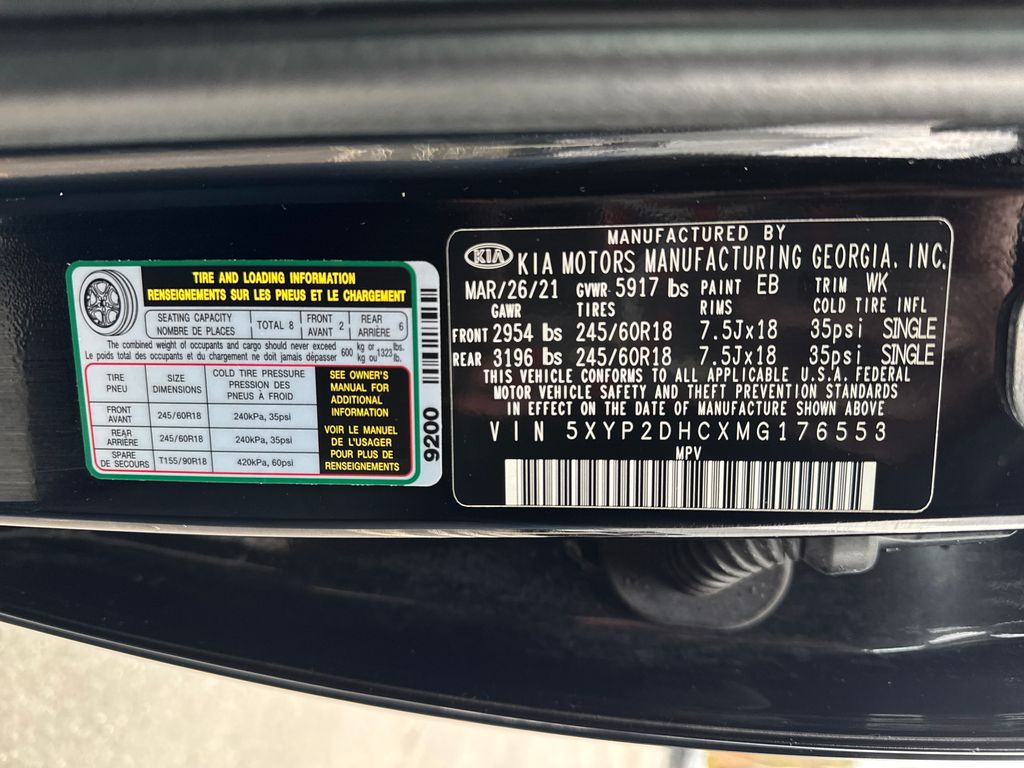 TIRE AND LOADING INFORMATION
RENSEIGNEMENTS SUR LES PNEUS ET LE CHARGEMENT
SEATING CAPACITY
NOMBRE DE PLACES
TOTAL 8
FRONT
AVANT 2
REAR
ARRIÈRE 6
The combined weight of occupants and cargo should never exceed
Le poids total des occupants et du chargement ne doit jamais dépasser
600 kg or
kg ou
1323 lbs.
lb.
TIRE
PNEU
SIZE
DIMENSIONS
COLD TIRE PRESSURE
PRESSION DES
PNEUS À FROID
FRONT
AVANT
245/60R18
240kPa, 35psi
REAR
ARRIÈRE
245/60R18
240kPa, 35psi
SPARE
DE SECOURS
T155/90R18
420kPa, 60psi
SEE OWNER'S
MANUAL FOR
ADDITIONAL
INFORMATION
VOIR LE MANUEL
DE L'USAGER
POUR PLUS DE
RENSEIGNEMENTS
9200
MANUFACTURED BY
KIA KIA MOTORS MANUFACTURING GEORGIA, INC.
MAR/26/21 GVWR 5917 lbs PAINT EB TRIM WK
GAWR TIRES RIMS COLD TIRE INFL
FRONT 2954 lbs 245/60R18 7.5Jx18 35psi SINGLE
REAR 3196 lbs 245/60R18 7.5Jx18 35psi SINGLE
THIS VEHICLE CONFORMS TO ALL APPLICABLE U.S.A. FEDERAL
MOTOR VEHICLE SAFETY AND THEFT PREVENTION STANDARDS
IN EFFECT ON THE DATE OF MANUFACTURE SHOWN ABOVE
VIN 5XYP2DHCXMG176553
MPV